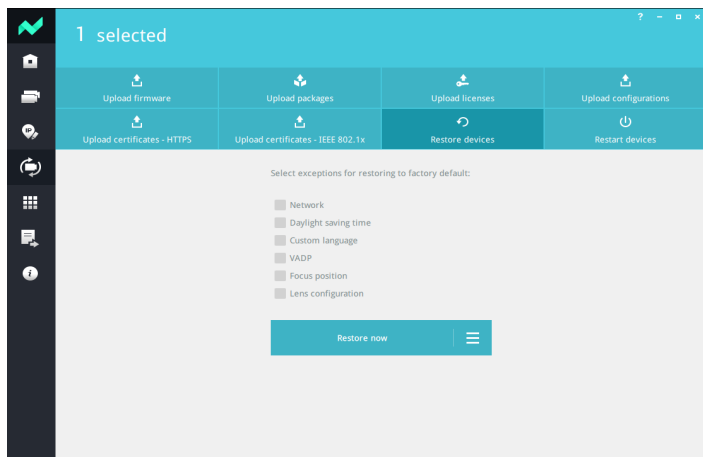 1 selected
Upload firmware
Upload packages
Upload licenses
Upload configurations
Upload certificates - HTTPS
Upload certificates - IEEE 802.1x
Restore devices
Restart devices
Select exceptions for restoring to factory default:
Network
Daylight saving time
Custom language
VADP
Focus position
Lens configuration
Restore now
IP